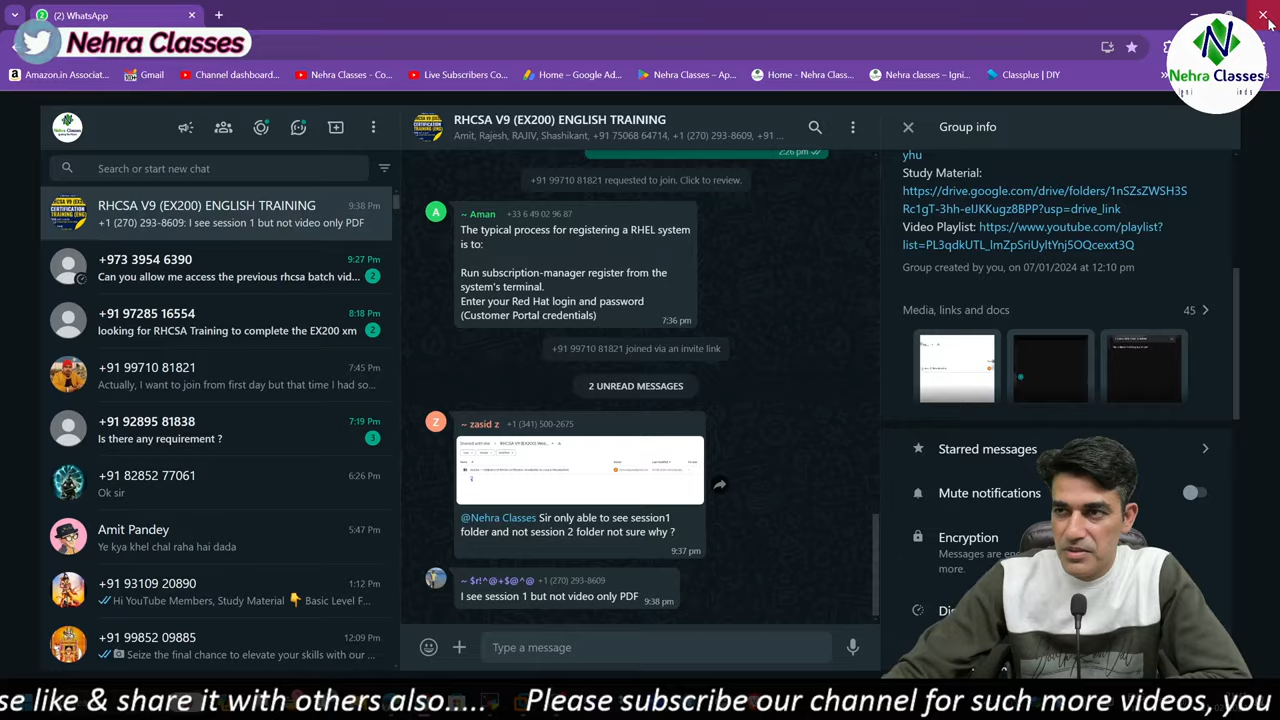 (2) WhatsApp
Nehra Classes
Amazon.in Associat...
Gmail
Channel dashboard...
Nehra Classes - Co...
Live Subscribers Co...
Home – Google Ad...
Nehra Classes – Ap...
Home - Nehra Class...
Nehra classes – Igni...
Classplus | DIY
Nehra Classes
RHCSA V9 (EX200) ENGLISH TRAINING
Amit, Rajesh, RAJIV, Shashikant, +91 75068 64714, +1 (270) 293-8609, +91 ...
Group info
Search or start new chat
RHCSA V9 (EX200) ENGLISH TRAINING
9:38 PM
+1 (270) 293-8609: I see session 1 but not video only PDF
+973 3954 6390
9:27 Pm
Can you allow me access the previous rhcsa batch vid...
2
+91 97285 16554
8:18 Pm
looking for RHCSA Training to complete the EX200 xm
2
+91 99710 81821
7:45 Pm
Actually, I want to join from first day but that time I had so...
+91 92895 81838
7:19 Pm
Is there any requirement ?
3
+91 82852 77061
6:26 Pm
Ok sir
Amit Pandey
5:47 Pm
Ye kya khel chal raha hai dada
+91 93109 20890
1:12 Pm
Hi YouTube Members, Study Material 👇 Basic Level F...
+91 99852 09885
12:09 Pm
Seize the final chance to elevate your skills with our ...
2:26 pm
+91 99710 81821 requested to join. Click to review.
A
~ Aman +33 6 49 02 96 87
The typical process for registering a RHEL system
is to:
Run subscription-manager register from the
system's terminal.
Enter your Red Hat login and password
(Customer Portal credentials)
7:36 pm
+91 99710 81821 joined via an invite link
2 UNREAD MESSAGES
Z
~ zasid z +1 (341) 500-2675
@Nehra Classes Sir only able to see session1
folder and not session 2 folder not sure why ?
9:37 pm
~ $r!^@+$@^@ +1 (270) 293-8609
I see session 1 but not video only PDF
9:38 pm
Type a message
yhu
Study Material:
https://drive.google.com/drive/folders/1nSZsZWSH3S
Rc1gT-3hh-eIJKKugz8BPP?usp=drive_link
Video Playlist: https://www.youtube.com/playlist?
list=PL3qdkUTL_lmZpSriUyltYnj5OQcexxt3Q
Group created by you, on 07/01/2024 at 12:10 pm
Media, links and docs
45
Starred messages
Mute notifications
Encryption
Messages are en
more.
Di
se like & share it with others also.....
Please subscribe our channel for such more videos, you